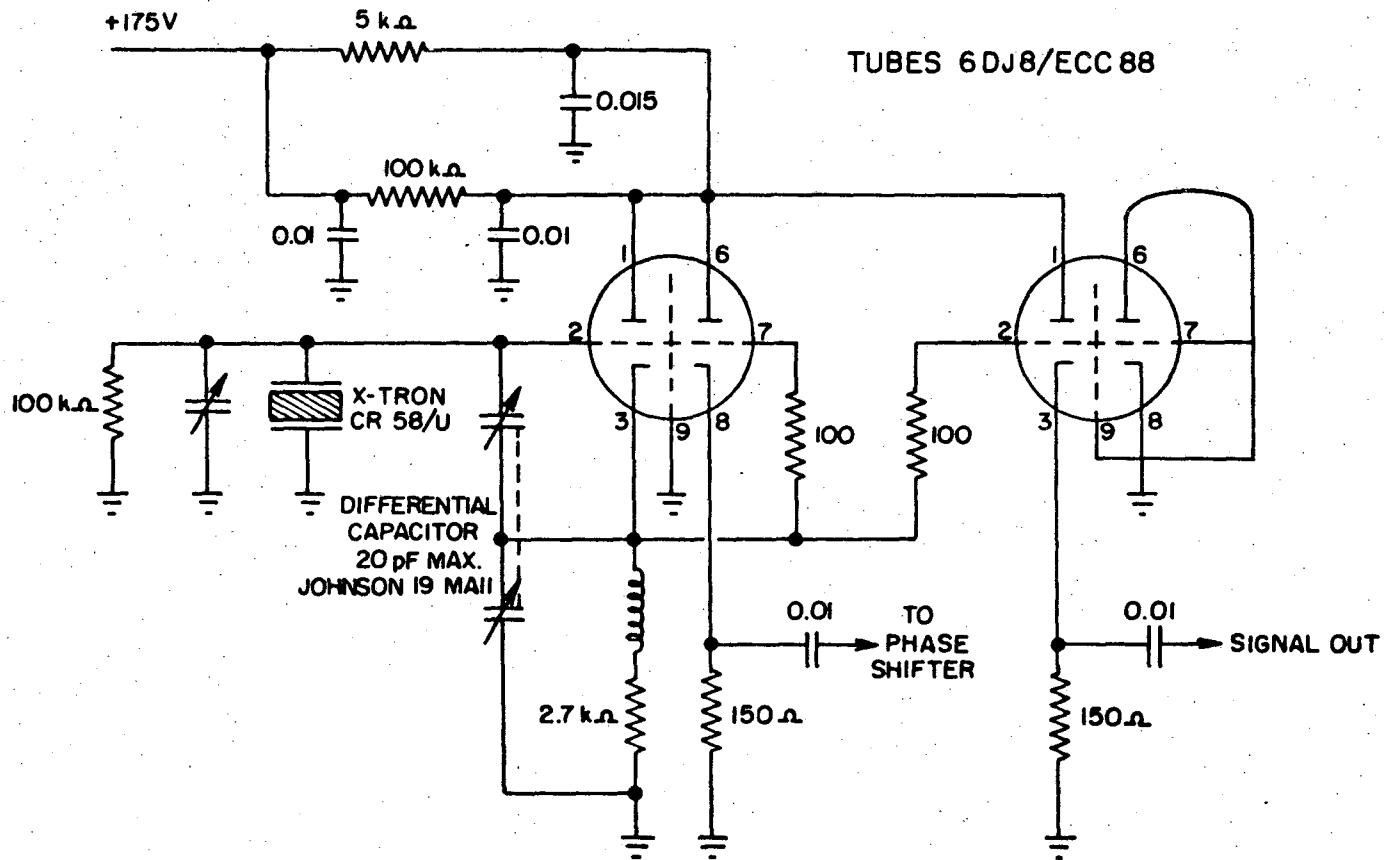 +175V
5 kΩ
TUBES 6DJ8/ECC 88
0.015
100 kΩ
0.01
0.01
1
6
1
6
2
7
2
7
100 kΩ
X-TRON
CR 58/U
3
9
8
100
100
3
9
8
DIFFERENTIAL
CAPACITOR
20 pF MAX.
JOHNSON 19 MA11
0.01
TO
PHASE
SHIFTER
0.01
SIGNAL OUT
2.7 kΩ
150 Ω
150 Ω